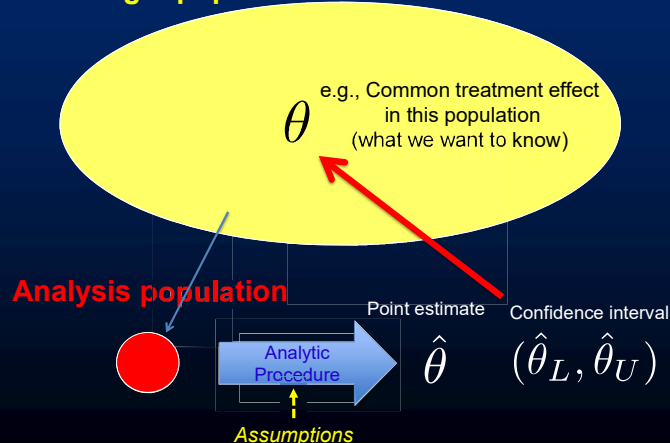 θ
e.g., Common treatment effect
in this population
(what we want to know)
Analysis population
Point estimate
Confidence interval
Analytic
Procedure
θ̂
(θ̂_L, θ̂_U)
Assumptions